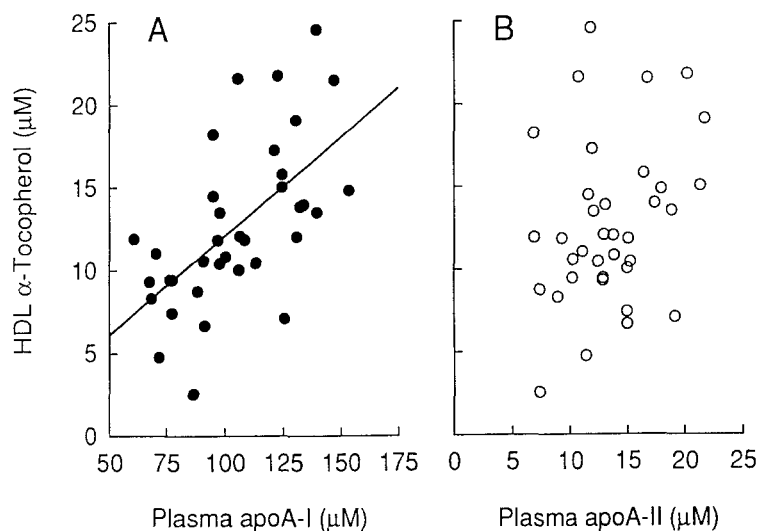 A
B
HDL α-Tocopherol (μM)
25
20
15
10
5
0
50 75 100 125 150 175
0 5 10 15 20 25
Plasma apoA-I (μM)
Plasma apoA-II (μM)